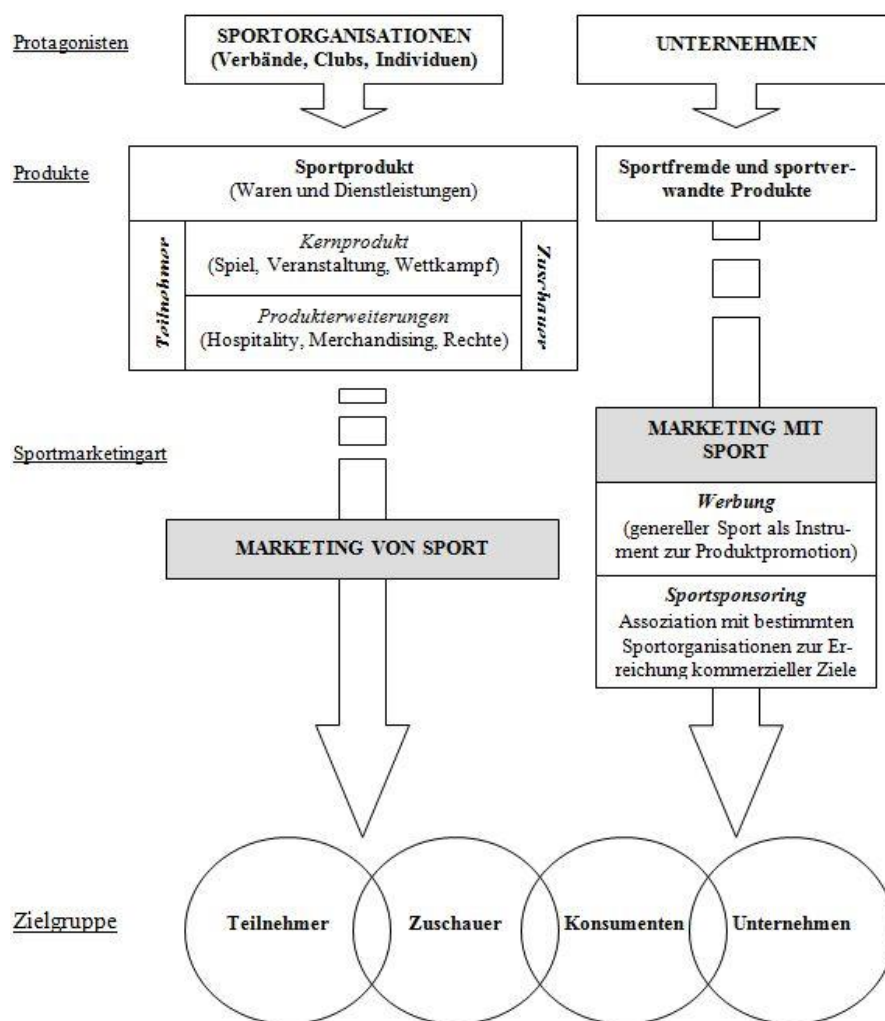 Protagonisten
SPORTORGANISATIONEN
(Verbände, Clubs, Individuen)
UNTERNEHMEN
Produkte
Sportprodukt
(Waren und Dienstleistungen)
Sportfremde und sportver-
wandte Produkte
Teilnehmer
Kernprodukt
(Spiel, Veranstaltung, Wettkampf)
Produkterweiterungen
(Hospitality, Merchandising, Rechte)
Zuschauer
Sportmarketingart
MARKETING VON SPORT
MARKETING MIT
SPORT
Werbung
(genereller Sport als Instru-
ment zur Produktpromotion)
Sportsponsoring
Assoziation mit bestimmten
Sportorganisationen zur Er-
reichung kommerzieller Ziele
Zielgruppe
Teilnehmer
Zuschauer
Konsumenten
Unternehmen